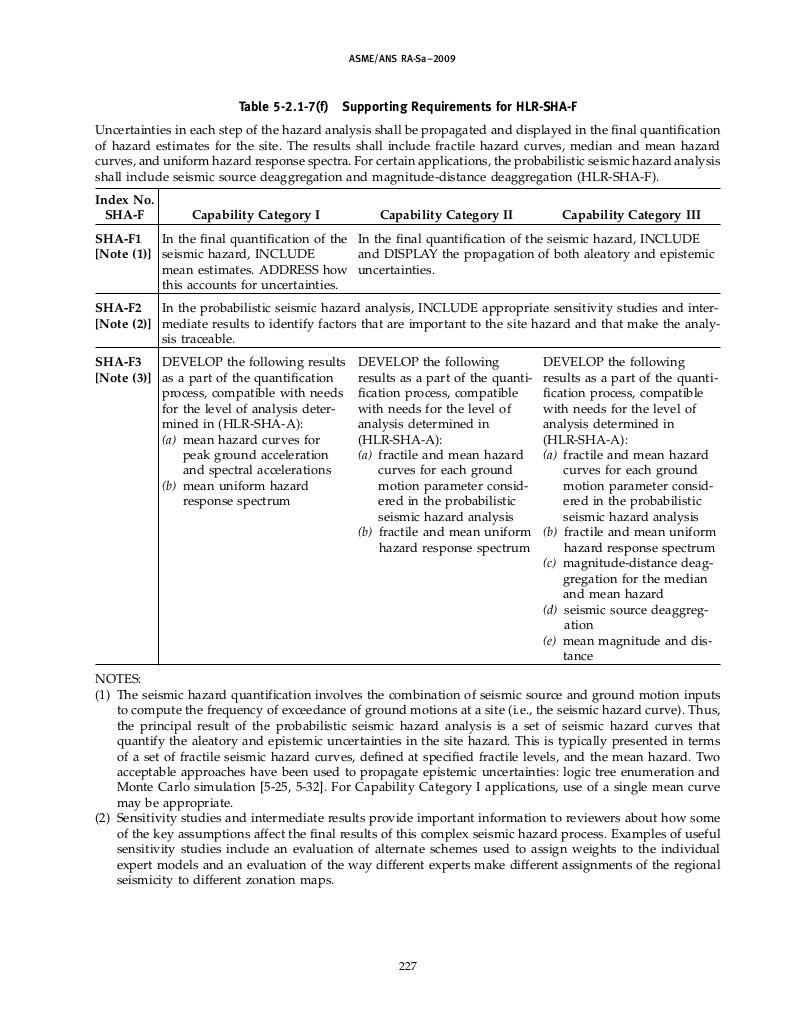 ASME/ANS RA-Sa–2009
Table 5-2.1-7(f) Supporting Requirements for HLR-SHA-F
Uncertainties in each step of the hazard analysis shall be propagated and displayed in the final quantification
of hazard estimates for the site. The results shall include fractile hazard curves, median and mean hazard
curves, and uniform hazard response spectra. For certain applications, the probabilistic seismic hazard analysis
shall include seismic source deaggregation and magnitude-distance deaggregation (HLR-SHA-F).
Index No.
SHA-F Capability Category I Capability Category II Capability Category III
SHA-F1
[Note (1)]
In the final quantification of the
seismic hazard, INCLUDE
mean estimates. ADDRESS how
this accounts for uncertainties.
In the final quantification of the seismic hazard, INCLUDE
and DISPLAY the propagation of both aleatory and epistemic
uncertainties.
SHA-F2
[Note (2)]
In the probabilistic seismic hazard analysis, INCLUDE appropriate sensitivity studies and inter-
mediate results to identify factors that are important to the site hazard and that make the analy-
sis traceable.
SHA-F3
[Note (3)]
DEVELOP the following results
as a part of the quantification
process, compatible with needs
for the level of analysis deter-
mined in (HLR-SHA-A):
(a) mean hazard curves for
peak ground acceleration
and spectral accelerations
(b) mean uniform hazard
response spectrum
DEVELOP the following
results as a part of the quanti-
fication process, compatible
with needs for the level of
analysis determined in
(HLR-SHA-A):
(a) fractile and mean hazard
curves for each ground
motion parameter consid-
ered in the probabilistic
seismic hazard analysis
(b) fractile and mean uniform
hazard response spectrum
DEVELOP the following
results as a part of the quanti-
fication process, compatible
with needs for the level of
analysis determined in
(HLR-SHA-A):
(a) fractile and mean hazard
curves for each ground
motion parameter consid-
ered in the probabilistic
seismic hazard analysis
(b) fractile and mean uniform
hazard response spectrum
(c) magnitude-distance deag-
gregation for the median
and mean hazard
(d) seismic source deaggreg-
ation
(e) mean magnitude and dis-
tance
NOTES:
(1) The seismic hazard quantification involves the combination of seismic source and ground motion inputs
to compute the frequency of exceedance of ground motions at a site (i.e., the seismic hazard curve). Thus,
the principal result of the probabilistic seismic hazard analysis is a set of seismic hazard curves that
quantify the aleatory and epistemic uncertainties in the site hazard. This is typically presented in terms
of a set of fractile seismic hazard curves, defined at specified fractile levels, and the mean hazard. Two
acceptable approaches have been used to propagate epistemic uncertainties: logic tree enumeration and
Monte Carlo simulation [5-25, 5-32]. For Capability Category I applications, use of a single mean curve
may be appropriate.
(2) Sensitivity studies and intermediate results provide important information to reviewers about how some
of the key assumptions affect the final results of this complex seismic hazard process. Examples of useful
sensitivity studies include an evaluation of alternate schemes used to assign weights to the individual
expert models and an evaluation of the way different experts make different assignments of the regional
seismicity to different zonation maps.
227